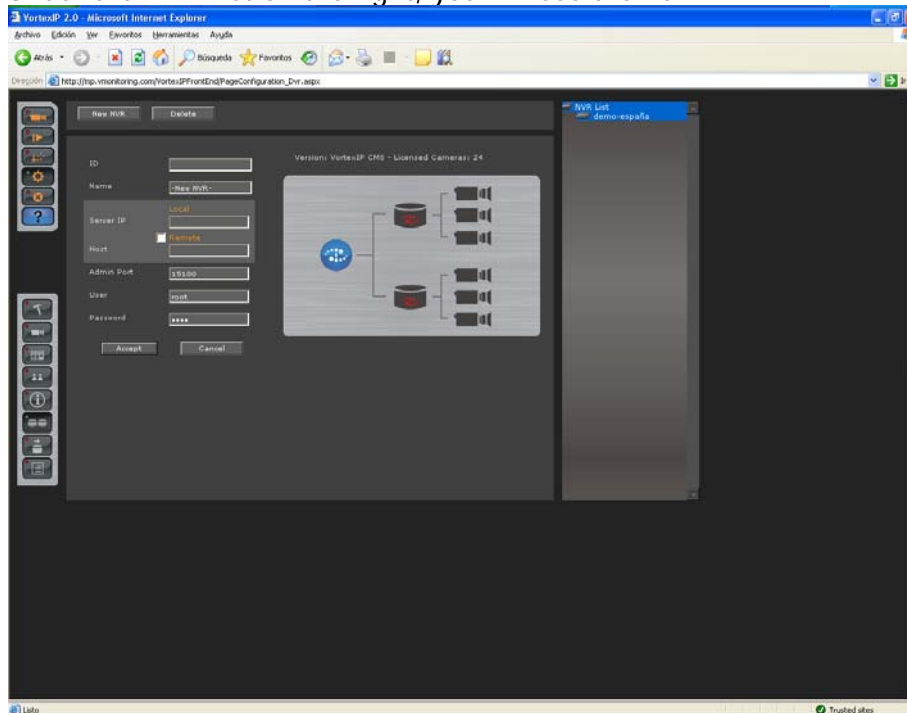 VortexIP 2.0 - Microsoft Internet Explorer
Archivo Edición Ver Favoritos Herramientas Ayuda
Atrás Búsqueda Favoritos
Dirección http://np.vmonitoring.com/VortexIPFrontEnd/PageConfiguration_Dvr.aspx
New NVR Delete
NVR List
demo-españa
Version: VortexIP CMS - Licensed Cameras: 24
ID
Name -New NVR-
Local
Server IP
Remote
Host
Admin Port 15100
User root
Password ••••
Accept Cancel
Listo Trusted sites